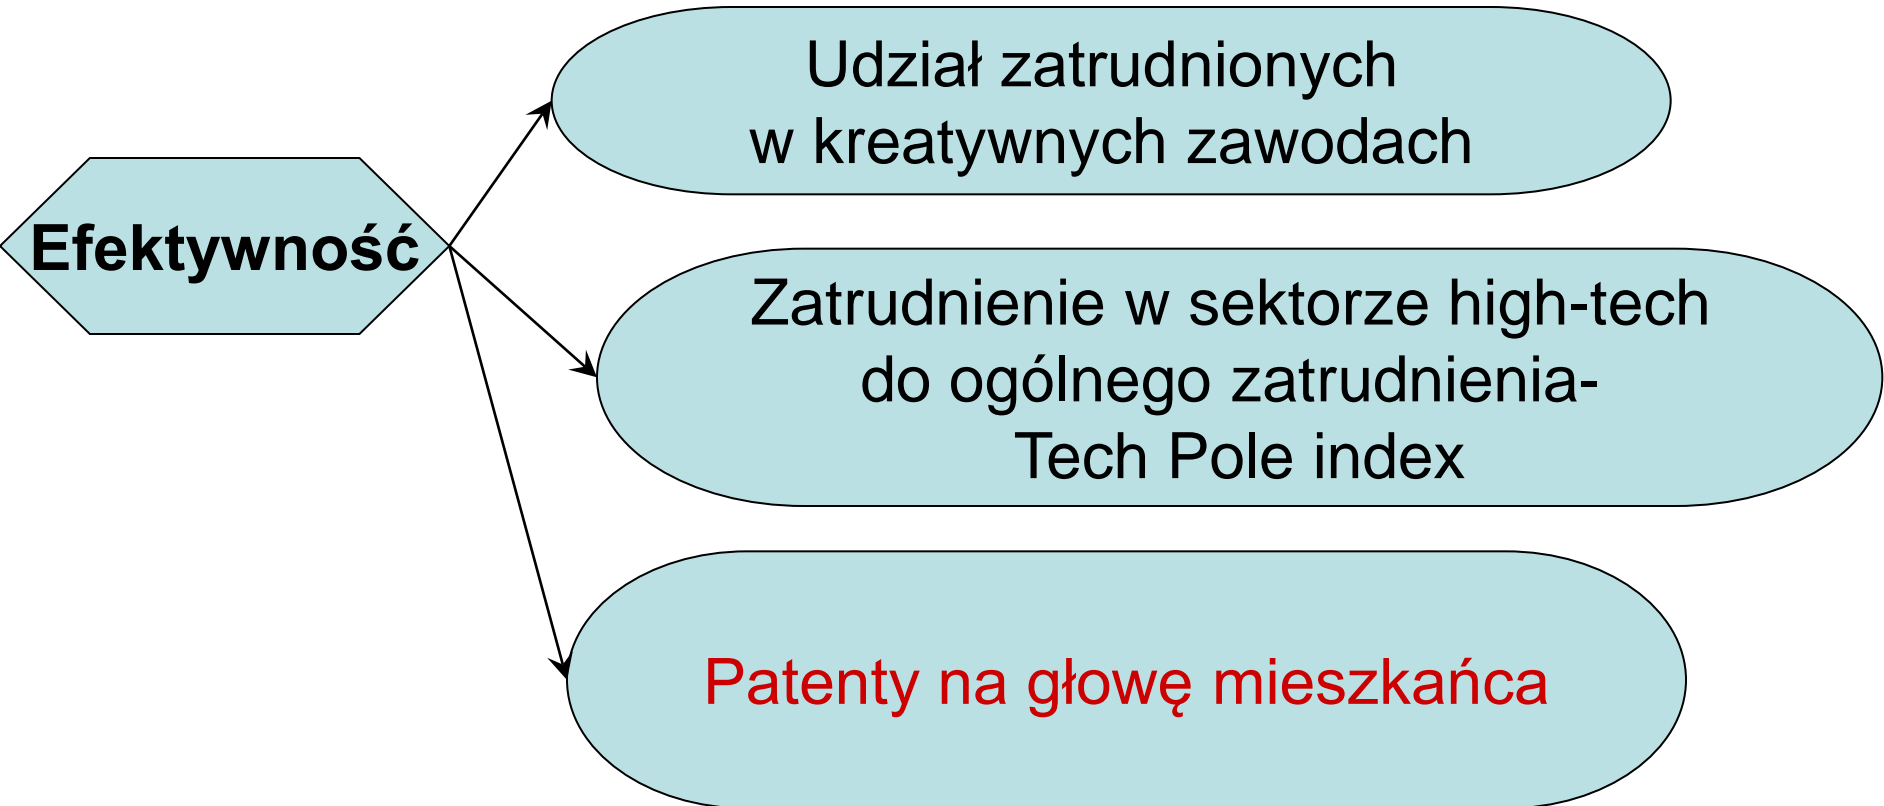 Udział zatrudnionych
w kreatywnych zawodach
Efektywność
Zatrudnienie w sektorze high-tech
do ogólnego zatrudnienia-
Tech Pole index
Patenty na głowę mieszkańca